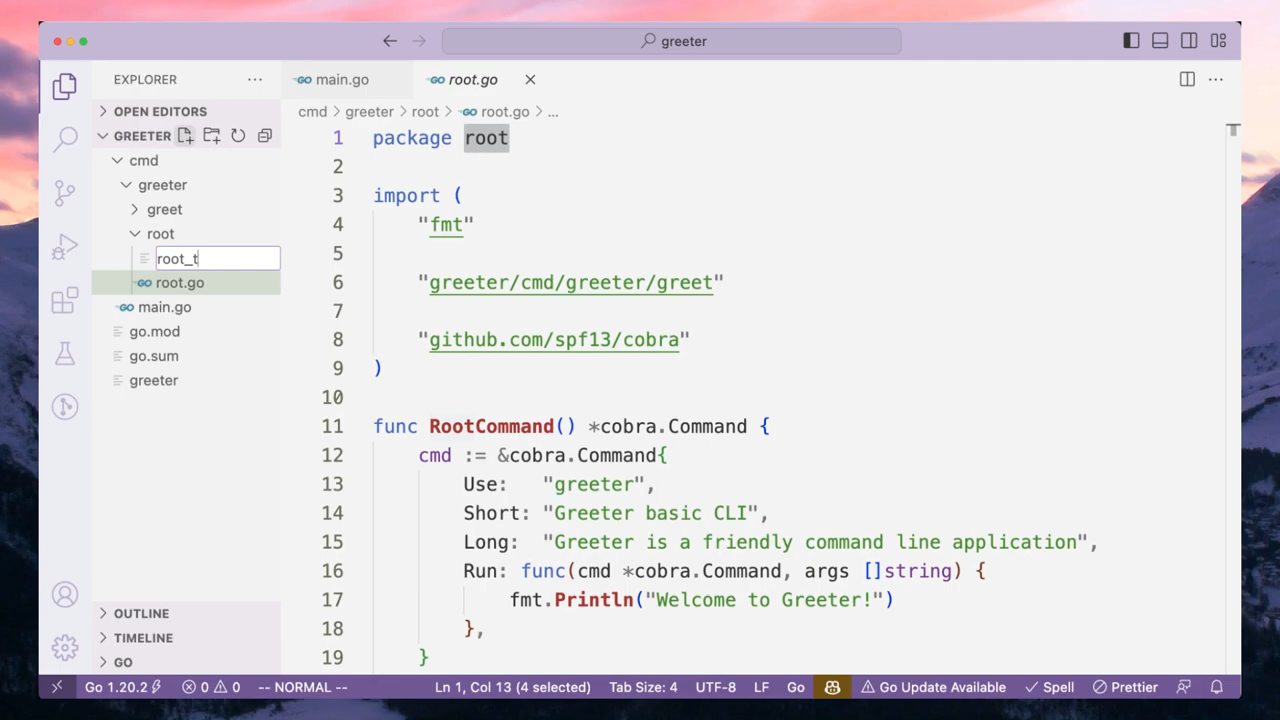 greeter
EXPLORER ...
main.go
root.go
OPEN EDITORS
cmd > greeter > root > root.go > ...
GREETER
cmd
greeter
greet
root
root_t
root.go
main.go
go.mod
go.sum
greeter
1 package root
2
3 import (
4 "fmt"
5
6 "greeter/cmd/greeter/greet"
7
8 "github.com/spf13/cobra"
9 )
10
11 func RootCommand() *cobra.Command {
12 cmd := &cobra.Command{
13 Use: "greeter",
14 Short: "Greeter basic CLI",
15 Long: "Greeter is a friendly command line application",
16 Run: func(cmd *cobra.Command, args []string) {
17 fmt.Println("Welcome to Greeter!")
18 },
19 }
OUTLINE
TIMELINE
GO
Go 1.20.2 0 0 -- NORMAL -- Ln 1, Col 13 (4 selected) Tab Size: 4 UTF-8 LF Go Go Update Available Spell Prettier